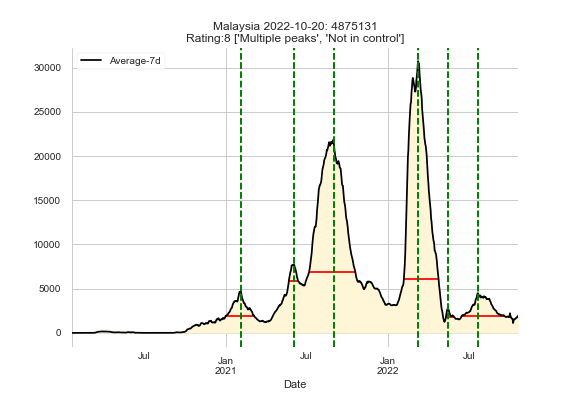 Malaysia 2022-10-20: 4875131
Rating:8 ['Multiple peaks', 'Not in control']
Average-7d
30000
25000
20000
15000
10000
5000
0
Jul
Jan
2021
Jul
Jan
2022
Jul
Date